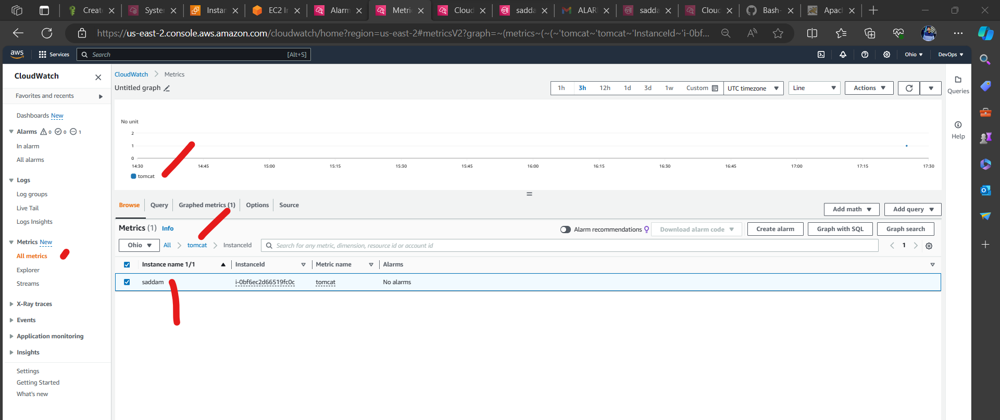 Create
System
Instan
EC2 In
Alarm
Metric
Cloud
sadda
ALAR
sadda
Cloud
Bash-
Apac
https://us-east-2.console.aws.amazon.com/cloudwatch/home?region=us-east-2#metricsV2?graph=~(metrics~(~(~'tomcat~'tomcat~'InstanceId~'i-0bf...
aws
Services
Search
[Alt+S]
Ohio
DevOps
CloudWatch
Favorites and recents
Dashboards New
Alarms 0 0 1
In alarm
All alarms
Logs
Log groups
Live Tail
Logs Insights
Metrics New
All metrics
Explorer
Streams
X-Ray traces
Events
Application monitoring
Insights
Settings
Getting Started
What's new
CloudWatch
Metrics
Untitled graph
1h
3h
12h
1d
3d
1w
Custom
UTC timezone
Line
Actions
No unit
2
1
0
14:30
14:45
15:00
15:15
15:30
15:45
16:00
16:15
16:30
16:45
17:00
17:15
17:30
tomcat
Browse
Query
Graphed metrics (1)
Options
Source
Add math
Add query
Metrics (1) Info
Alarm recommendations
Download alarm code
Create alarm
Graph with SQL
Graph search
Ohio
All
tomcat
InstanceId
Search for any metric, dimension, resource id or account id
1
Instance name 1/1
InstanceId
Metric name
Alarms
saddam
i-0bf6ec2d66519fc0c
tomcat
No alarms
Queries
Help